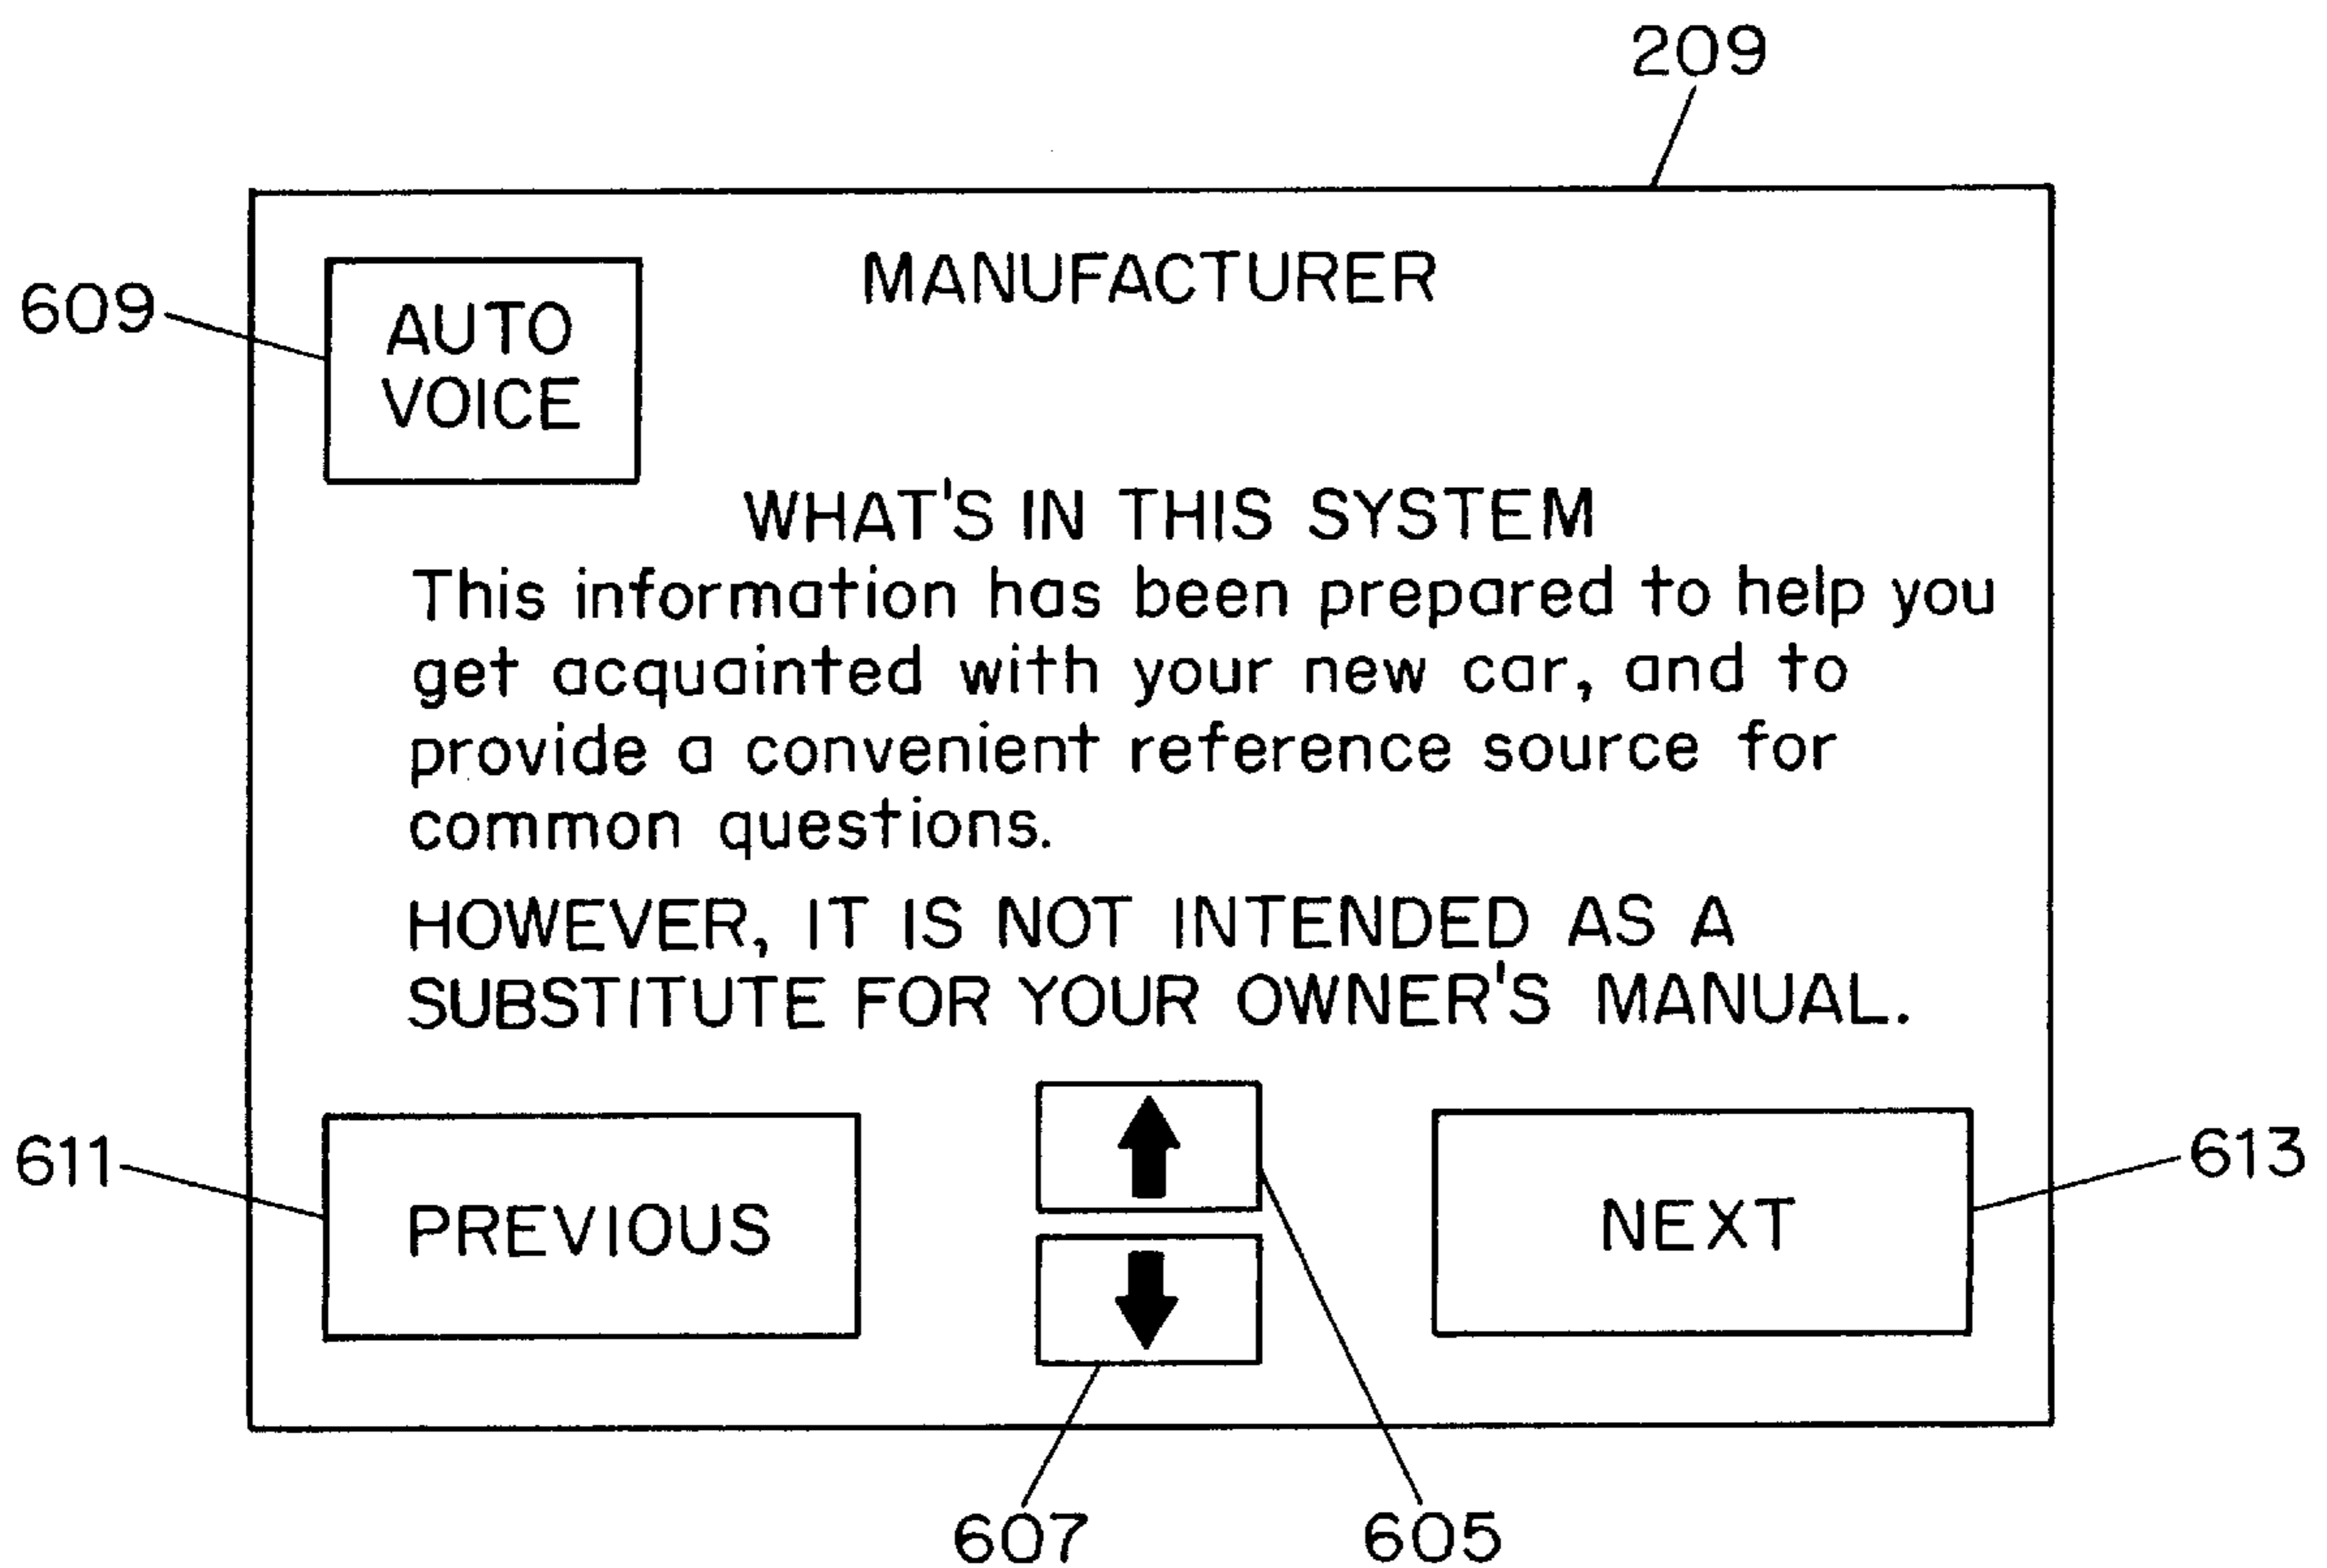 209
MANUFACTURER
609
AUTO
VOICE
WHAT'S IN THIS SYSTEM
This information has been prepared to help you
get acquainted with your new car, and to
provide a convenient reference source for
common questions.
HOWEVER, IT IS NOT INTENDED AS A
SUBSTITUTE FOR YOUR OWNER'S MANUAL.
611
PREVIOUS
NEXT
613
607
605